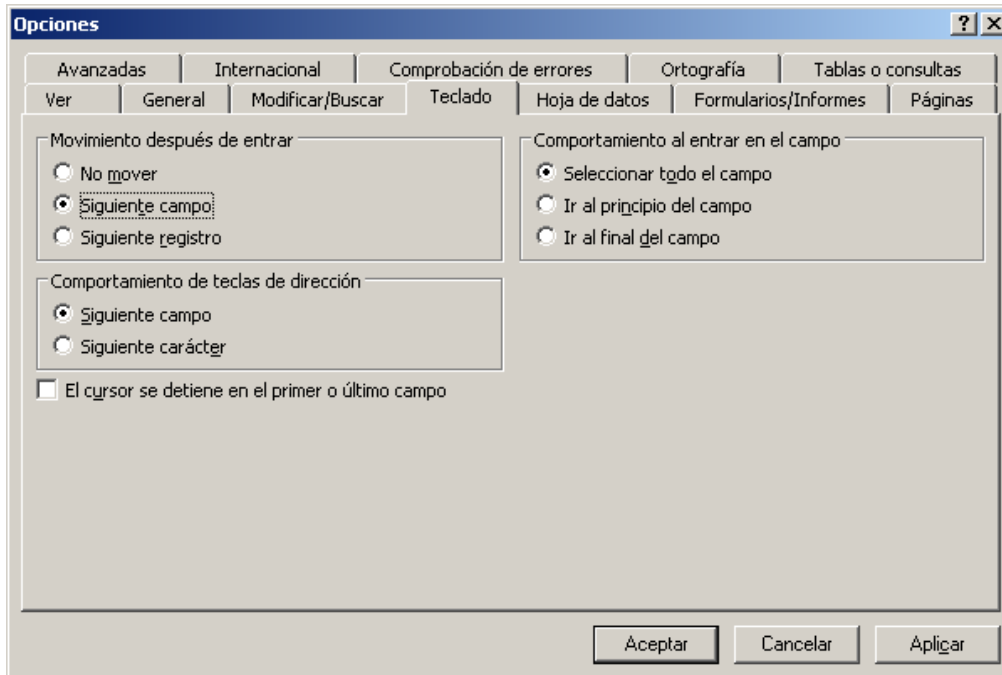 Opciones
Avanzadas Internacional Comprobación de errores Ortografía Tablas o consultas
Ver General Modificar/Buscar Teclado Hoja de datos Formularios/Informes Páginas
Movimiento después de entrar
No mover
Siguiente campo
Siguiente registro
Comportamiento al entrar en el campo
Seleccionar todo el campo
Ir al principio del campo
Ir al final del campo
Comportamiento de teclas de dirección
Siguiente campo
Siguiente carácter
El cursor se detiene en el primer o último campo
Aceptar Cancelar Aplicar